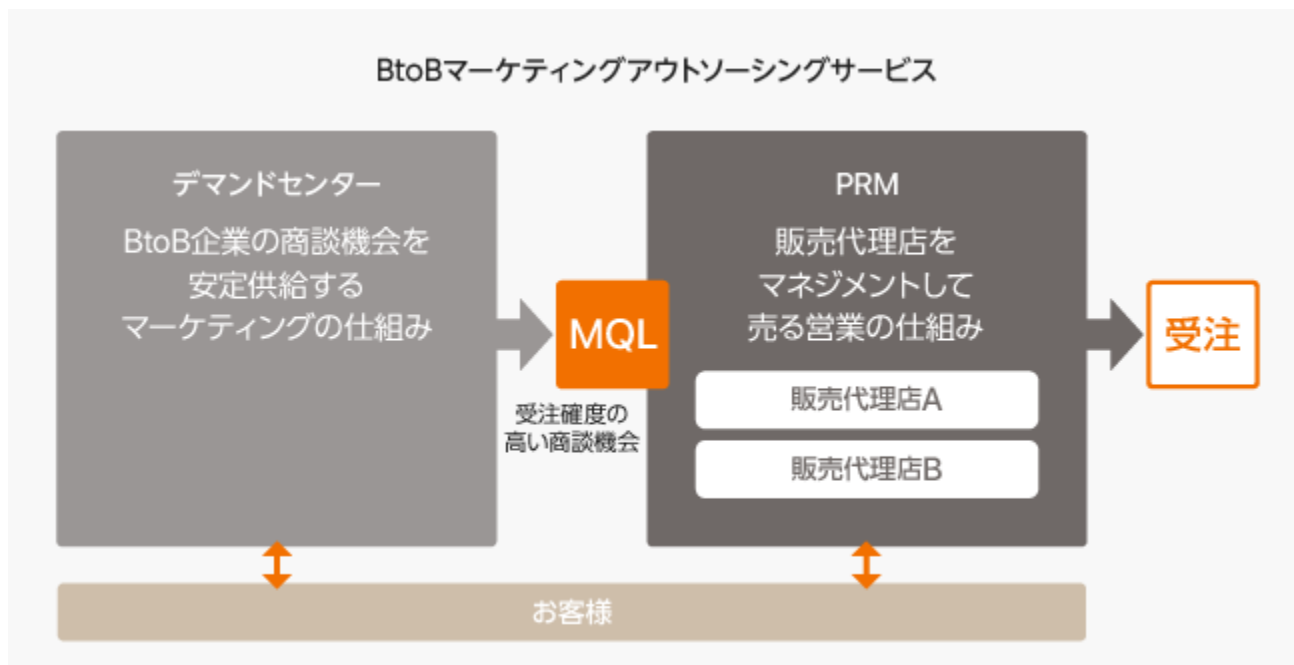 BtoBマーケティングアウトソーシングサービス
デマンドセンター
BtoB企業の商談機会を
安定供給する
マーケティングの仕組み
MQL
受注確度の
高い商談機会
PRM
販売代理店を
マネジメントして
売る営業の仕組み
販売代理店A
販売代理店B
受注
お客様